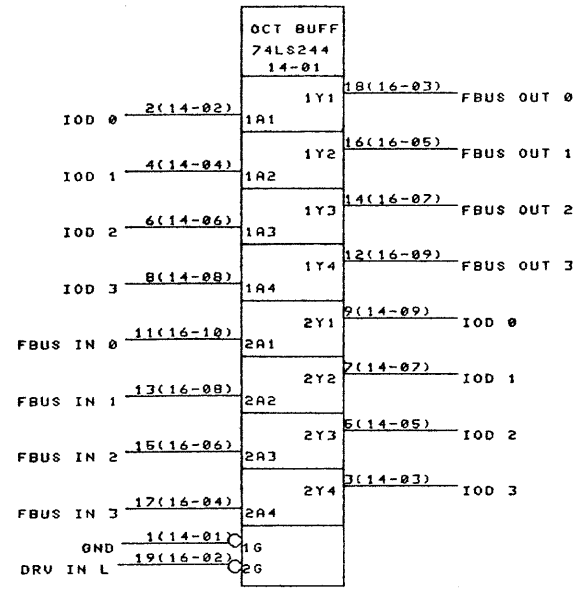 OCT BUFF
74LS244
14-01
18(16-03) FBUS OUT 0
1Y1
IOD 0 2(14-02) 1A1
16(16-05) FBUS OUT 1
1Y2
IOD 1 4(14-04) 1A2
14(16-07) FBUS OUT 2
1Y3
IOD 2 6(14-06) 1A3
12(16-09) FBUS OUT 3
1Y4
IOD 3 8(14-08) 1A4
9(14-09) IOD 0
2Y1
FBUS IN 0 11(16-10) 2A1
7(14-07) IOD 1
2Y2
FBUS IN 1 13(16-08) 2A2
5(14-05) IOD 2
2Y3
FBUS IN 2 15(16-06) 2A3
3(14-03) IOD 3
2Y4
FBUS IN 3 17(16-04) 2A4
GND 1(14-01) 1G
DRV IN L 19(16-02) 2G